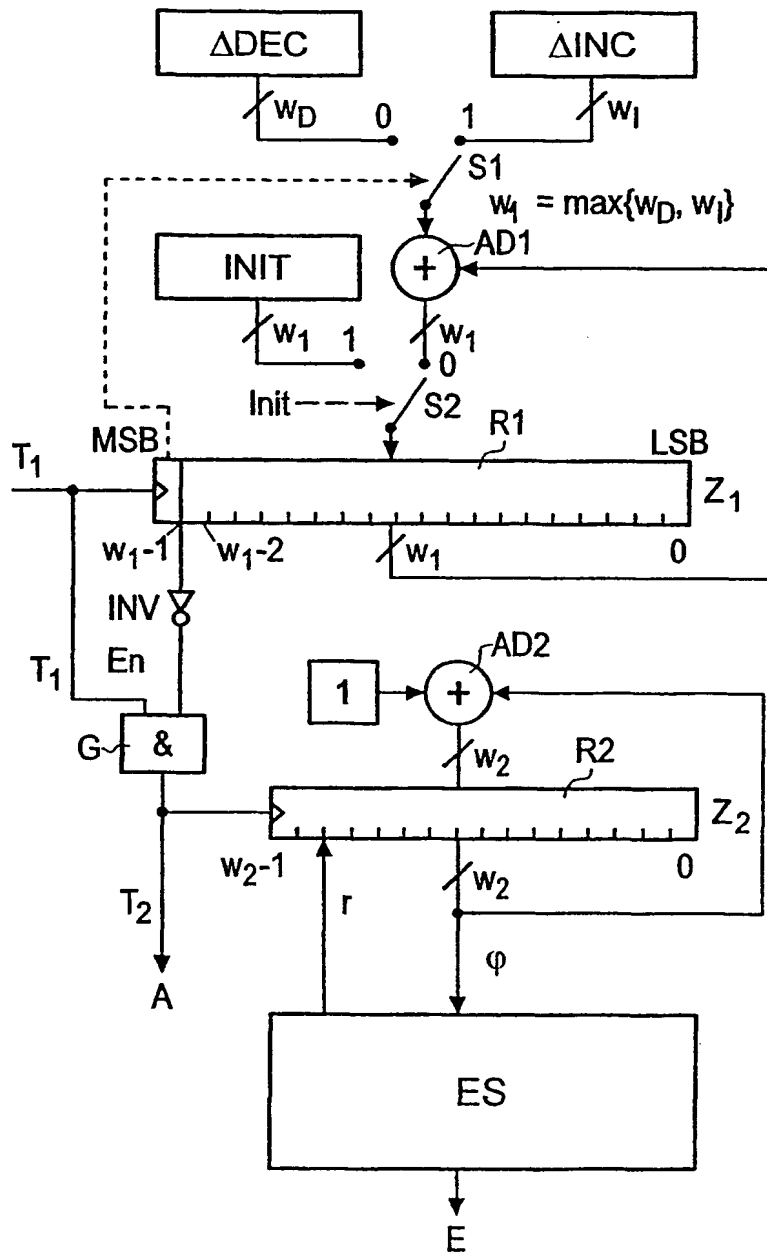 ΔDEC
ΔINC
w_D
0
1
w_I
S1
w_I = max{w_D, w_I}
AD1
+
INIT
w_1
1
w_1
0
Init
S2
MSB
R1
LSB
T_1
Z_1
w_1-1
w_1-2
w_1
0
INV
En
T_1
AD2
1
+
G
&
w_2
R2
Z_2
w_2-1
w_2
0
T_2
r
φ
A
ES
E